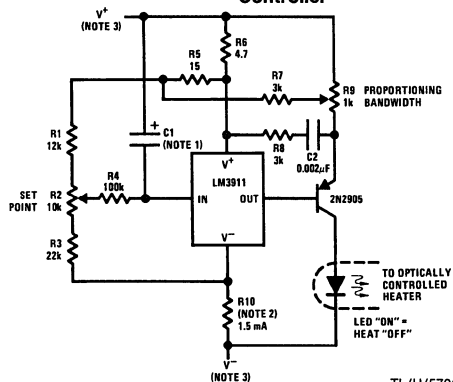 Controller
V+
(NOTE 3)
R5
15
R6
4.7
R7
3k
R9
1k
PROPORTIONING
BANDWIDTH
R1
12k
+
C1
(NOTE 1)
R8
3k
C2
0.002μF
R4
100k
SET
POINT
R2
10k
V+
LM3911
IN
OUT
V−
2N2905
R3
22k
R10
(NOTE 2)
1.5 mA
TO OPTICALLY
CONTROLLED
HEATER
LED "ON" =
HEAT "OFF"
V−
(NOTE 3)